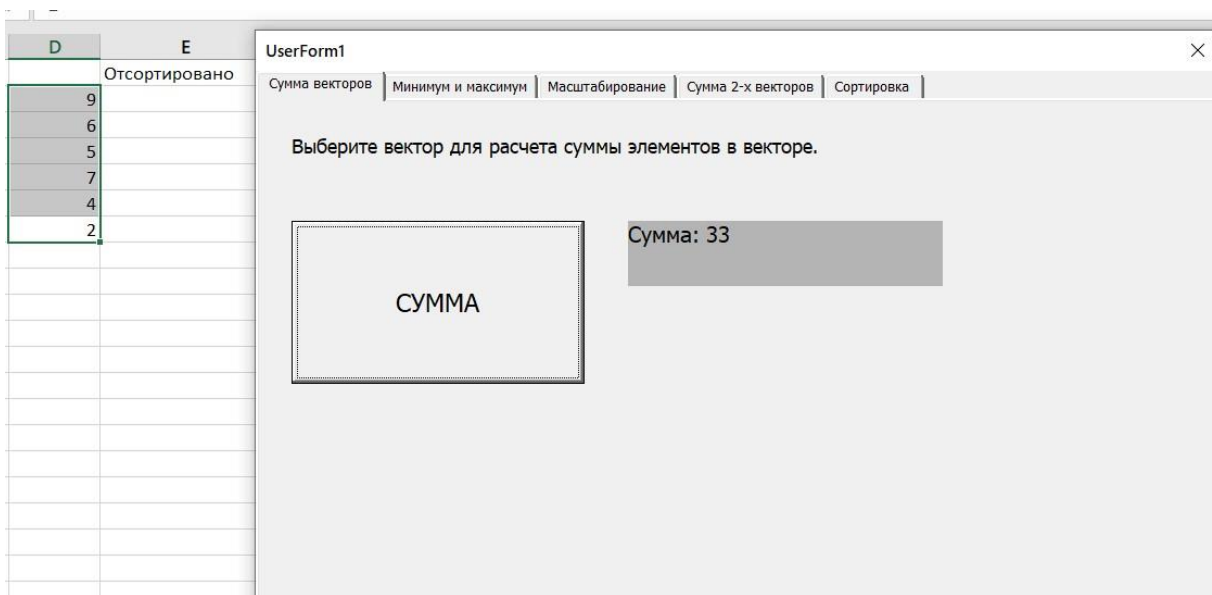 D E
Отсортировано
9
6
5
7
4
2
UserForm1
Сумма векторов Минимум и максимум Масштабирование Сумма 2-х векторов Сортировка
Выберите вектор для расчета суммы элементов в векторе.
СУММА
Сумма: 33